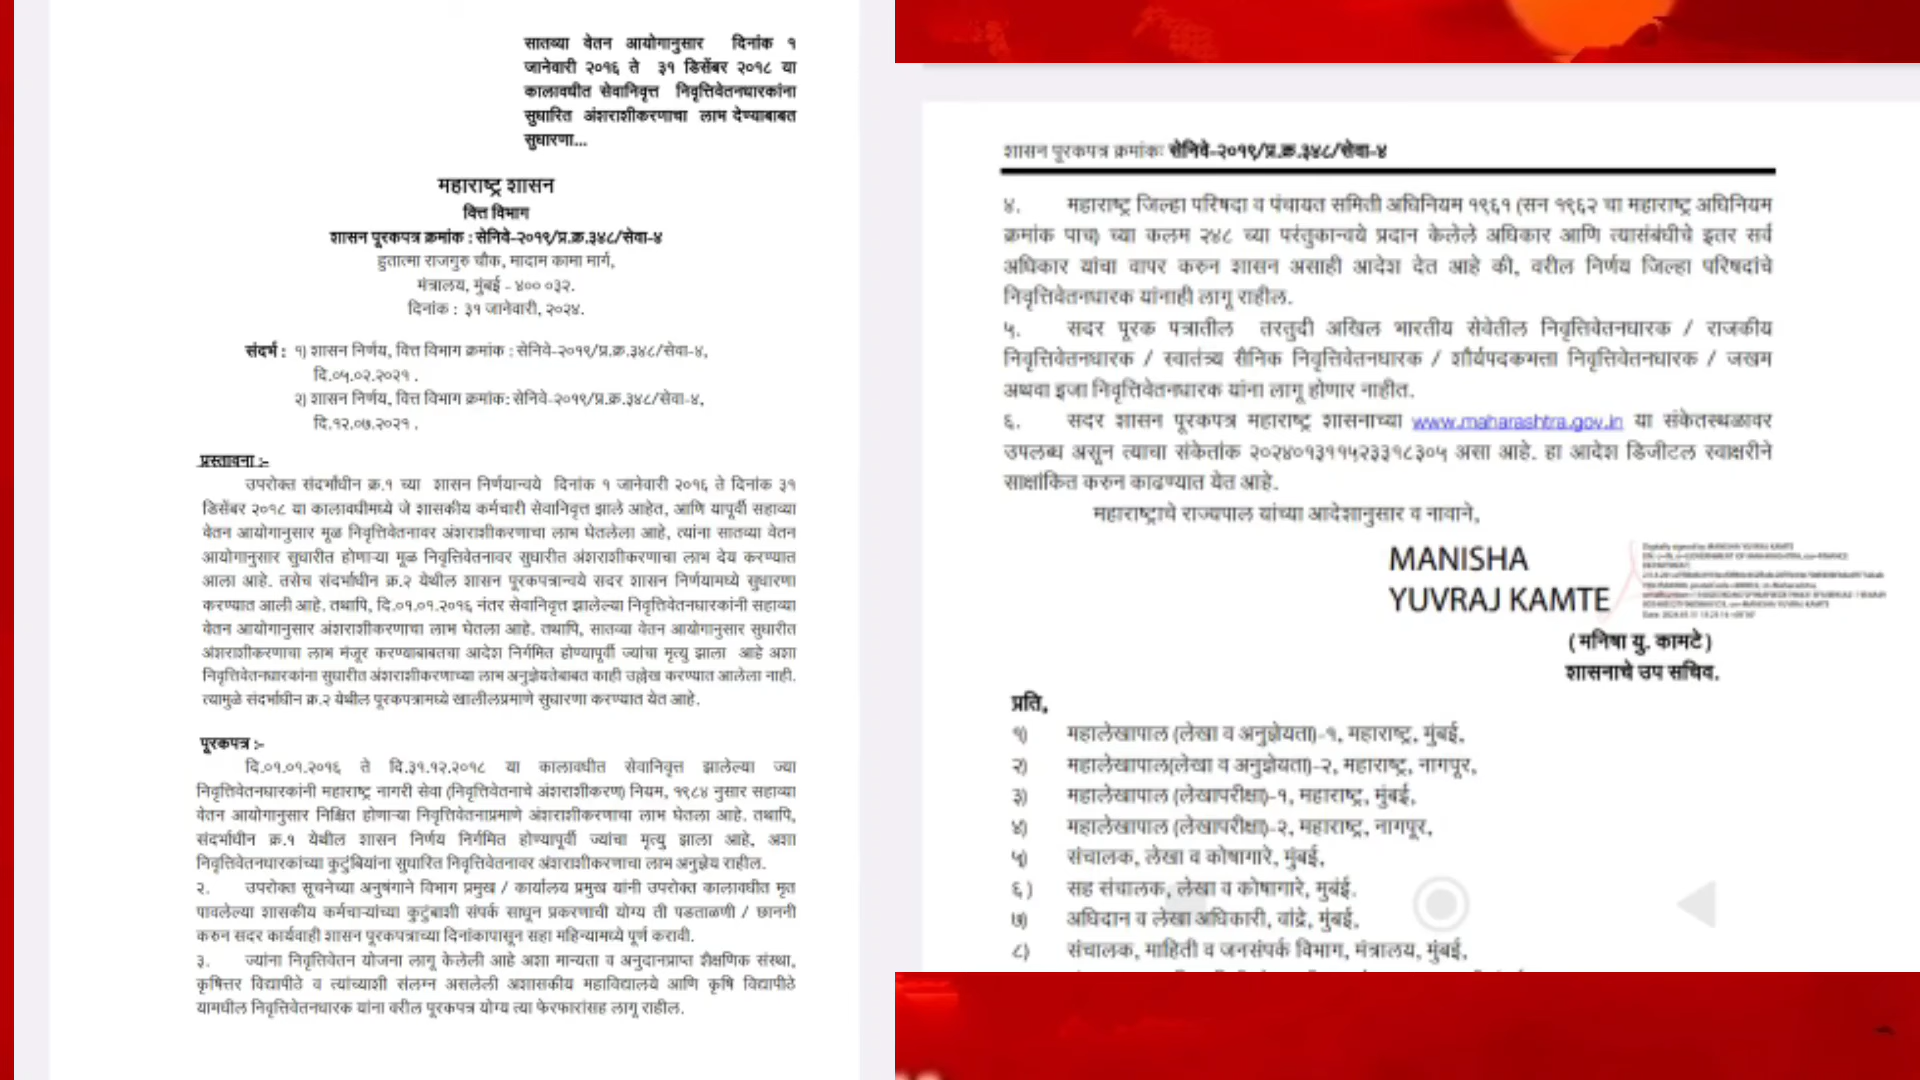 सातव्या वेतन आयोगानुसार दिनांक १
जानेवारी २०१६ ते ३१ डिसेंबर २०१८ या
कालावधीत सेवानिवृत्त निवृत्तिवेतनधारकांना
सुधारित अंशराशीकरणाचा लाभ देण्याबाबत
सुधारणा...
महाराष्ट्र शासन
वित्त विभाग
शासन पूरकपत्र क्रमांक : सेनिवे-२०१९/प्र.क्र.३४८/सेवा-४
हुतात्मा राजगुरु चौक, मादाम कामा मार्ग,
मंत्रालय, मुंबई - ४०० ०३२.
दिनांक : ३१ जानेवारी, २०२४.
संदर्भ : १) शासन निर्णय, वित्त विभाग क्रमांक : सेनिवे-२०१९/प्र.क्र.३४८/सेवा-४,
दि.०५.०२.२०२१ .
२) शासन निर्णय, वित्त विभाग क्रमांक: सेनिवे-२०१९/प्र.क्र.३४८/सेवा-४,
दि.१२.०७.२०२१ .
प्रस्तावना :-
उपरोक्त संदर्भाधीन क्र.१ च्या शासन निर्णयान्वये दिनांक १ जानेवारी २०१६ ते दिनांक ३१
डिसेंबर २०१८ या कालावधीमध्ये जे शासकीय कर्मचारी सेवानिवृत्त झाले आहेत, आणि यापूर्वी सहाव्या
वेतन आयोगानुसार मूळ निवृत्तिवेतनावर अंशराशीकरणाचा लाभ घेतलेला आहे, त्यांना सातव्या वेतन
आयोगानुसार सुधारीत होणाऱ्या मूळ निवृत्तिवेतनावर सुधारीत अंशराशीकरणाचा लाभ देय करण्यात
आला आहे. तसेच संदर्भाधीन क्र.२ येथील शासन पूरकपत्रान्वये सदर शासन निर्णयामध्ये सुधारणा
करण्यात आली आहे. तथापि, दि.०१.०१.२०१६ नंतर सेवानिवृत्त झालेल्या निवृत्तिवेतनधारकांनी सहाव्या
वेतन आयोगानुसार अंशराशीकरणाचा लाभ घेतला आहे. तथापि, सातव्या वेतन आयोगानुसार सुधारीत
अंशराशीकरणाचा लाभ मंजूर करण्याबाबतचा आदेश निर्गमित होण्यापूर्वी ज्यांचा मृत्यु झाला आहे अशा
निवृत्तिवेतनधारकांना सुधारीत अंशराशीकरणाच्या लाभ अनुज्ञेयतेबाबत काही उल्लेख करण्यात आलेला नाही.
त्यामुळे संदर्भाधीन क्र.२ येथील पूरकपत्रामध्ये खालीलप्रमाणे सुधारणा करण्यात येत आहे.
पूरकपत्र :-
दि.०१.०१.२०१६ ते दि.३१.१२.२०१८ या कालावधीत सेवानिवृत्त झालेल्या ज्या
निवृत्तिवेतनधारकांनी महाराष्ट्र नागरी सेवा (निवृत्तिवेतनाचे अंशराशीकरण) नियम, १९८४ नुसार सहाव्या
वेतन आयोगानुसार निश्चित होणाऱ्या निवृत्तिवेतनाप्रमाणे अंशराशीकरणाचा लाभ घेतला आहे. तथापि,
संदर्भाधीन क्र.१ येथील शासन निर्णय निर्गमित होण्यापूर्वी ज्यांचा मृत्यु झाला आहे, अशा
निवृत्तिवेतनधारकांच्या कुटुंबियांना सुधारित निवृत्तिवेतनावर अंशराशीकरणाचा लाभ अनुज्ञेय राहील.
२. उपरोक्त सूचनेच्या अनुषंगाने विभाग प्रमुख / कार्यालय प्रमुख यांनी उपरोक्त कालावधीत मृत
पावलेल्या शासकीय कर्मचाऱ्यांच्या कुटुंबाशी संपर्क साधून प्रकरणाची योग्य ती पडताळणी / छाननी
करुन सदर कार्यवाही शासन पूरकपत्राच्या दिनांकापासून सहा महिन्यामध्ये पूर्ण करावी.
३. ज्यांना निवृत्तिवेतन योजना लागू केलेली आहे अशा मान्यता व अनुदानप्राप्त शैक्षणिक संस्था,
कृषित्तर विद्यापीठे व त्यांच्याशी संलग्न असलेली अशासकीय महाविद्यालये आणि कृषि विद्यापीठे
यामधील निवृत्तिवेतनधारक यांना वरील पूरकपत्र योग्य त्या फेरफारांसह लागू राहील.
शासन पूरकपत्र क्रमांकः सेनिवे-२०१९/प्र.क्र.३४८/सेवा-४
४. महाराष्ट्र जिल्हा परिषदा व पंचायत समिती अधिनियम १९६१ (सन १९६२ चा महाराष्ट्र अधिनियम
क्रमांक पाच) च्या कलम २४८ च्या परंतुकान्वये प्रदान केलेले अधिकार आणि त्यासंबंधीचे इतर सर्व
अधिकार यांचा वापर करुन शासन असाही आदेश देत आहे की, वरील निर्णय जिल्हा परिषदांचे
निवृत्तिवेतनधारक यांनाही लागू राहील.
५. सदर पूरक पत्रातील तरतुदी अखिल भारतीय सेवेतील निवृत्तिवेतनधारक / राजकीय
निवृत्तिवेतनधारक / स्वातंत्र्य सैनिक निवृत्तिवेतनधारक / शौर्यपदकभत्ता निवृत्तिवेतनधारक / जखम
अथवा इजा निवृत्तिवेतनधारक यांना लागू होणार नाहीत.
६. सदर शासन पूरकपत्र महाराष्ट्र शासनाच्या www.maharashtra.gov.in या संकेतस्थळावर
उपलब्ध असून त्याचा संकेतांक २०२४०१३११५२३३१८३०५ असा आहे. हा आदेश डिजीटल स्वाक्षरीने
साक्षांकित करुन काढण्यात येत आहे.
महाराष्ट्राचे राज्यपाल यांच्या आदेशानुसार व नावाने,
MANISHA
YUVRAJ KAMTE
( मनिषा यु. कामटे )
शासनाचे उप सचिव.
प्रति,
१) महालेखापाल (लेखा व अनुज्ञेयता)-१, महाराष्ट्र, मुंबई,
२) महालेखापाल(लेखा व अनुज्ञेयता)-२, महाराष्ट्र, नागपूर,
३) महालेखापाल (लेखापरीक्षा)-१, महाराष्ट्र, मुंबई,
४) महालेखापाल (लेखापरीक्षा)-२, महाराष्ट्र, नागपूर,
५) संचालक, लेखा व कोषागारे, मुंबई,
६ ) सह संचालक, लेखा व कोषागारे, मुबंई.
७) अधिदान व लेखा अधिकारी, वांद्रे, मुंबई,
८) संचालक, माहिती व जनसंपर्क विभाग, मंत्रालय, मुंबई,